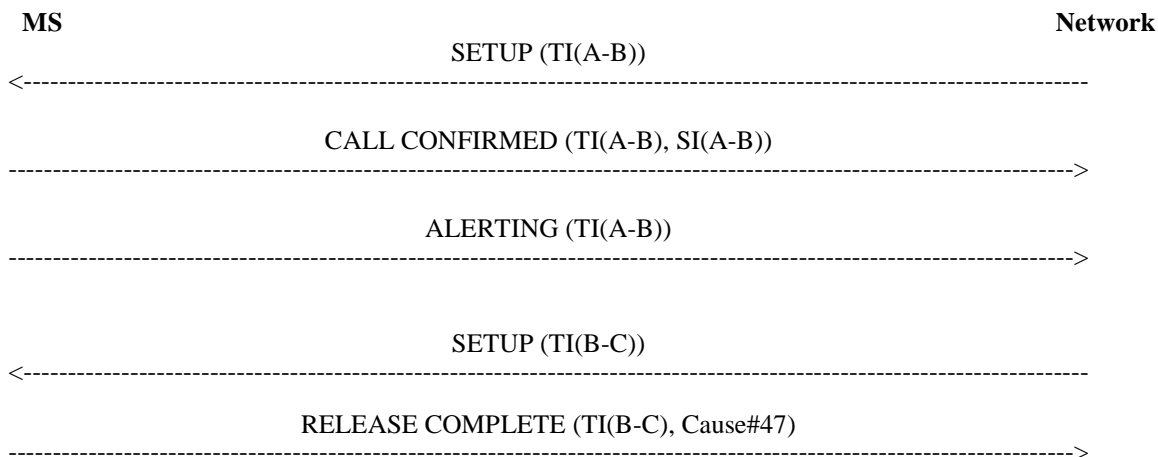 MS Network
SETUP (TI(A-B))
<------------------------------------------------------------------------------------------------------------------------
CALL CONFIRMED (TI(A-B), SI(A-B))
------------------------------------------------------------------------------------------------------------------------>
ALERTING (TI(A-B))
------------------------------------------------------------------------------------------------------------------------>
SETUP (TI(B-C))
<------------------------------------------------------------------------------------------------------------------------
RELEASE COMPLETE (TI(B-C), Cause#47)
------------------------------------------------------------------------------------------------------------------------>